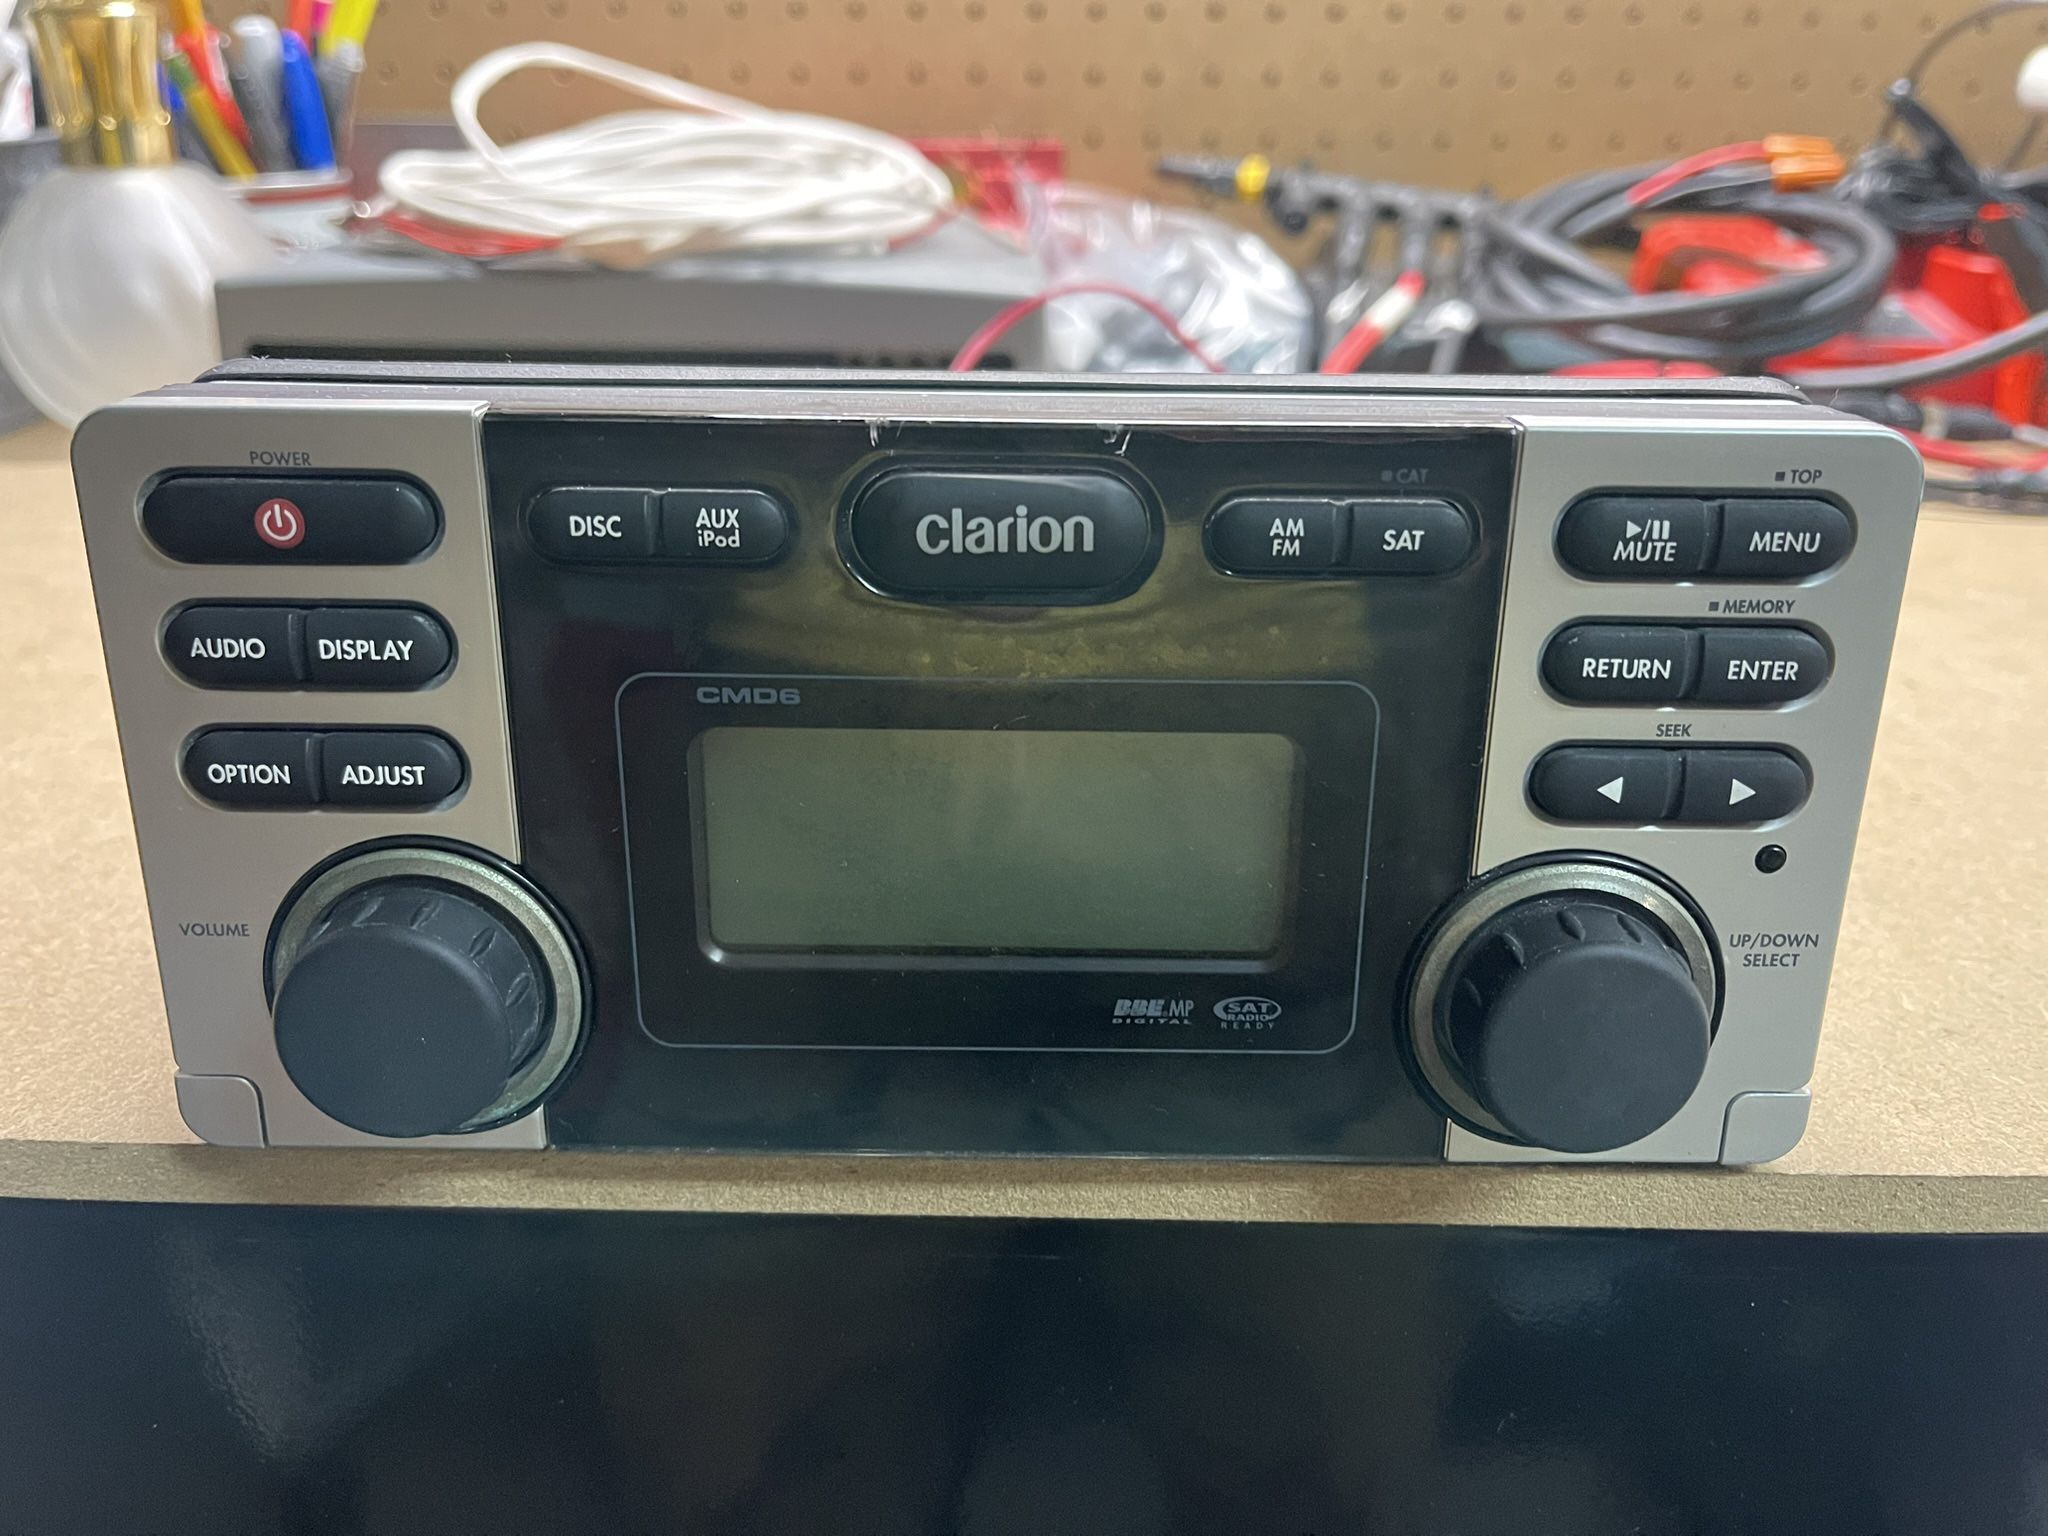 POWER
AUDIO DISPLAY
OPTION ADJUST
VOLUME
DISC AUX iPod
clarion
■ CAT
AM FM SAT
CMD6
BBE MP
DIGITAL
SAT
RADIO
READY
■ TOP
▶/❚❚ MUTE MENU
■ MEMORY
RETURN ENTER
SEEK
◀ ▶
UP/DOWN
SELECT